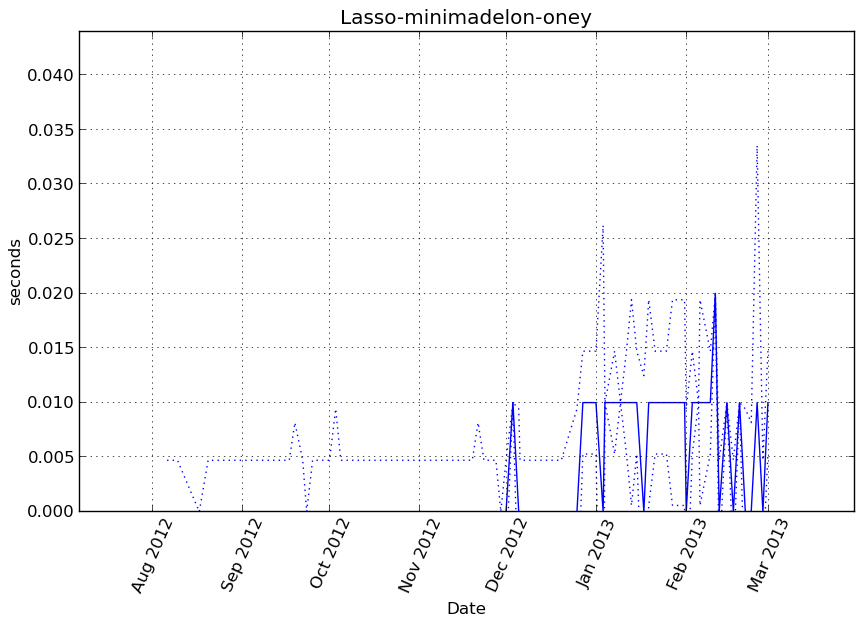 Lasso-minimadelon-oney
0.040
0.035
0.030
0.025
0.020
0.015
0.010
0.005
0.000
seconds
Aug 2012
Sep 2012
Oct 2012
Nov 2012
Dec 2012
Jan 2013
Feb 2013
Mar 2013
Date